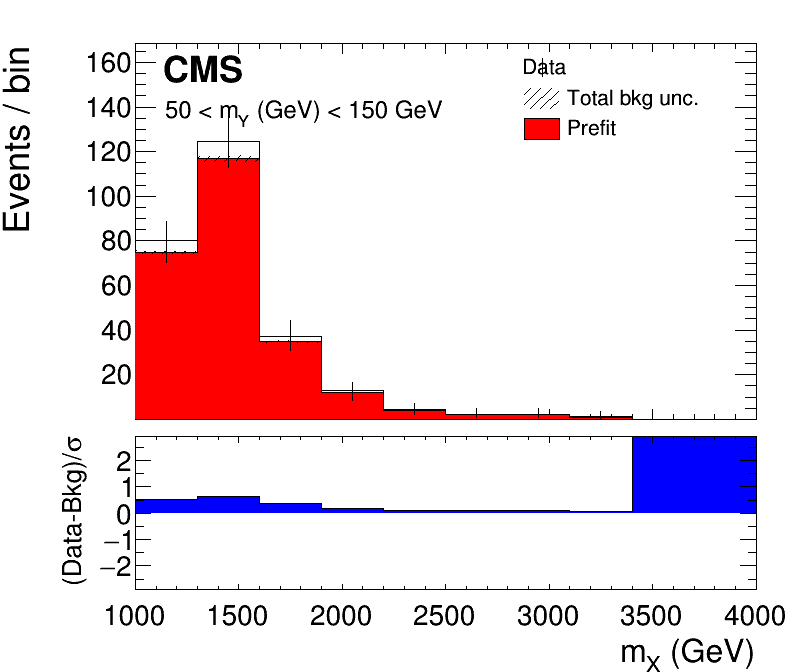 CMS
50 < m_Y (GeV) < 150 GeV
Data
Total bkg unc.
Prefit
Events / bin
160
140
120
100
80
60
40
20
(Data-Bkg)/σ
2
1
0
−1
−2
1000 1500 2000 2500 3000 3500 4000
m_X (GeV)